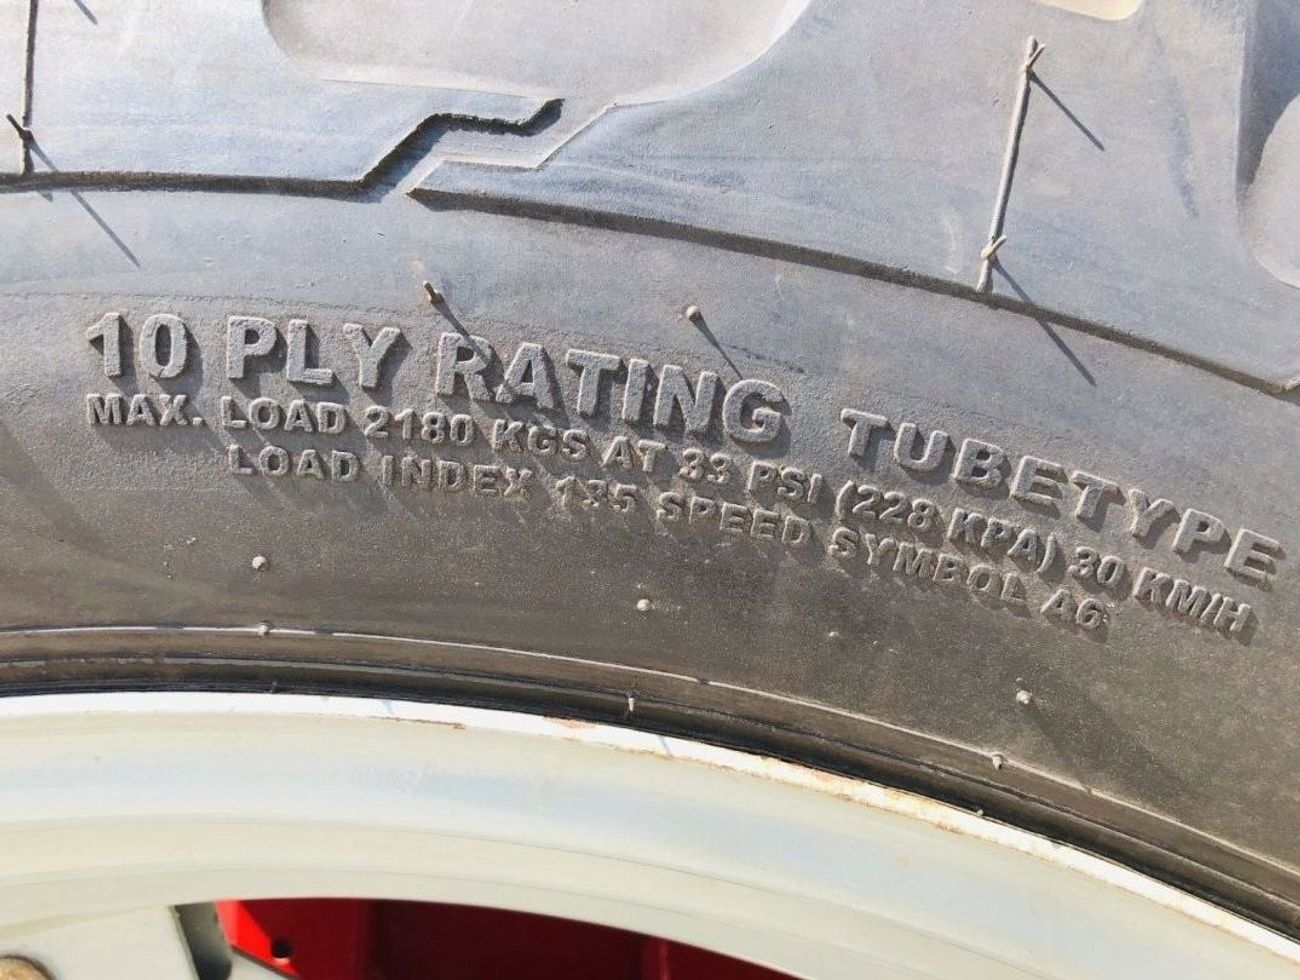 10 PLY RATING TUBETYPE
MAX. LOAD 2180 KGS AT 33 PSI (228 KPA) 30 KM/H
LOAD INDEX 135 SPEED SYMBOL A6